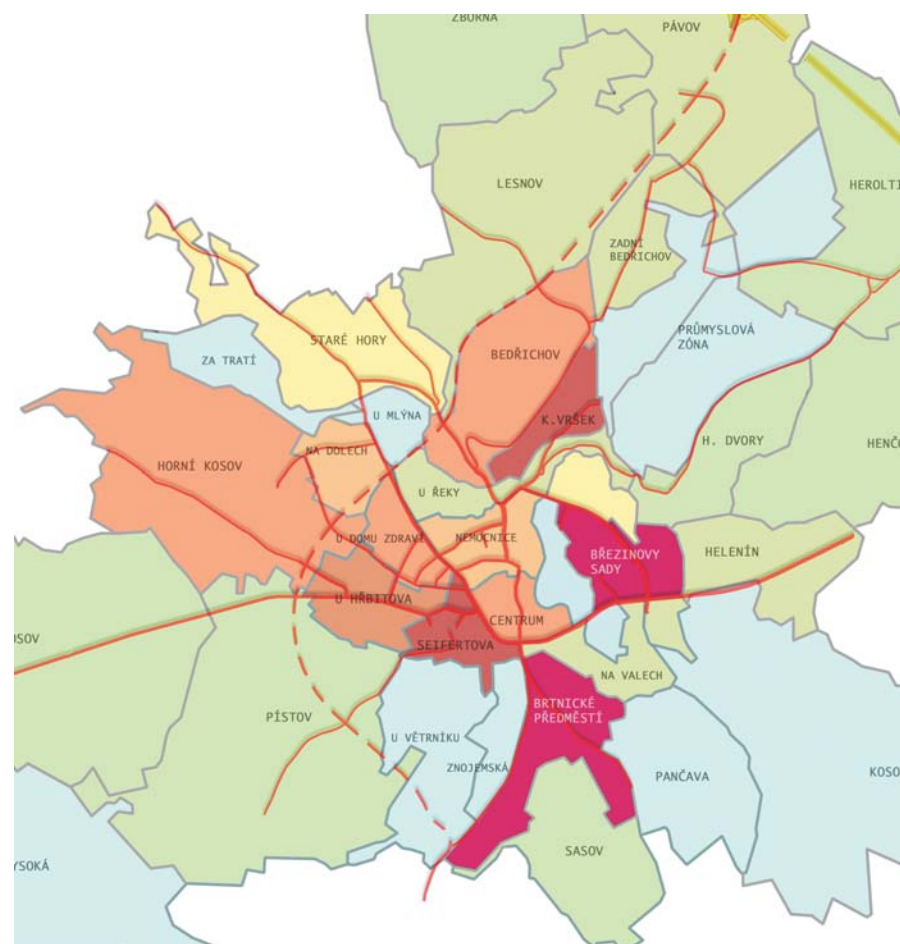 ZBORNÁ
PÁVOV
LESNOV
HEROLTI
ZADNÍ
BEDŘICHOV
PRŮMYSLOVÁ
ZÓNA
STARÉ HORY
BEDŘICHOV
ZA TRATÍ
U MLÝNA
K.VRŠEK
H. DVORY
HENČO
NA DOLECH
HORNÍ KOSOV
U ŘEKY
U DOMU ZDRAVÍ
NEMOCNICE
BŘEZINOVY
SADY
HELENÍN
U HŘBITOVA
CENTRUM
OSOV
SEIFERTOVA
NA VALECH
PÍSTOV
BRTNICKÉ
PŘEDMĚSTÍ
U VĚTRNÍKU
ZNOJEMSKÁ
PANČAVA
KOSO
SASOV
YSOKÁ